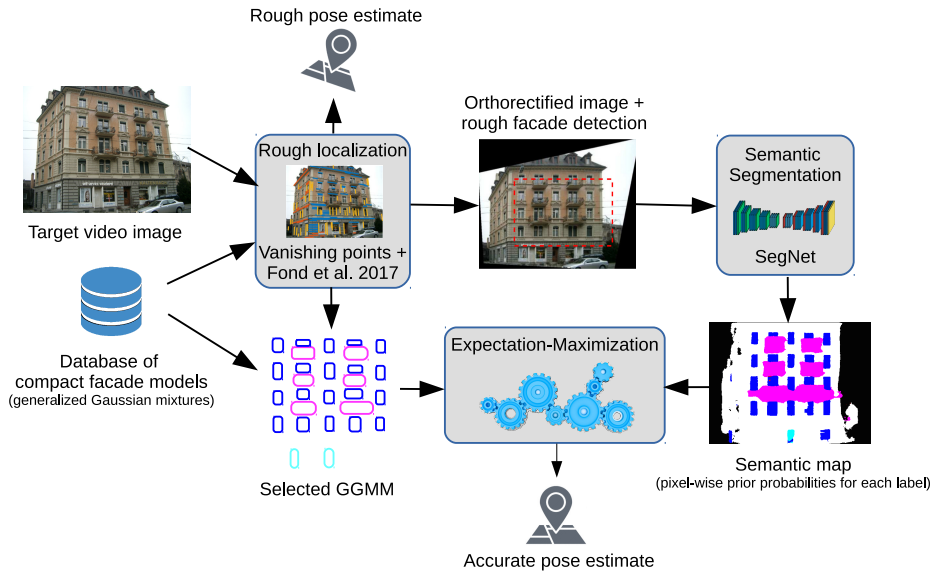 Rough pose estimate
Orthorectified image +
rough facade detection
Rough localization
Vanishing points +
Fond et al. 2017
Semantic
Segmentation
SegNet
Target video image
Database of
compact facade models
(generalized Gaussian mixtures)
Selected GGMM
Expectation-Maximization
Semantic map
(pixel-wise prior probabilities for each label)
Accurate pose estimate